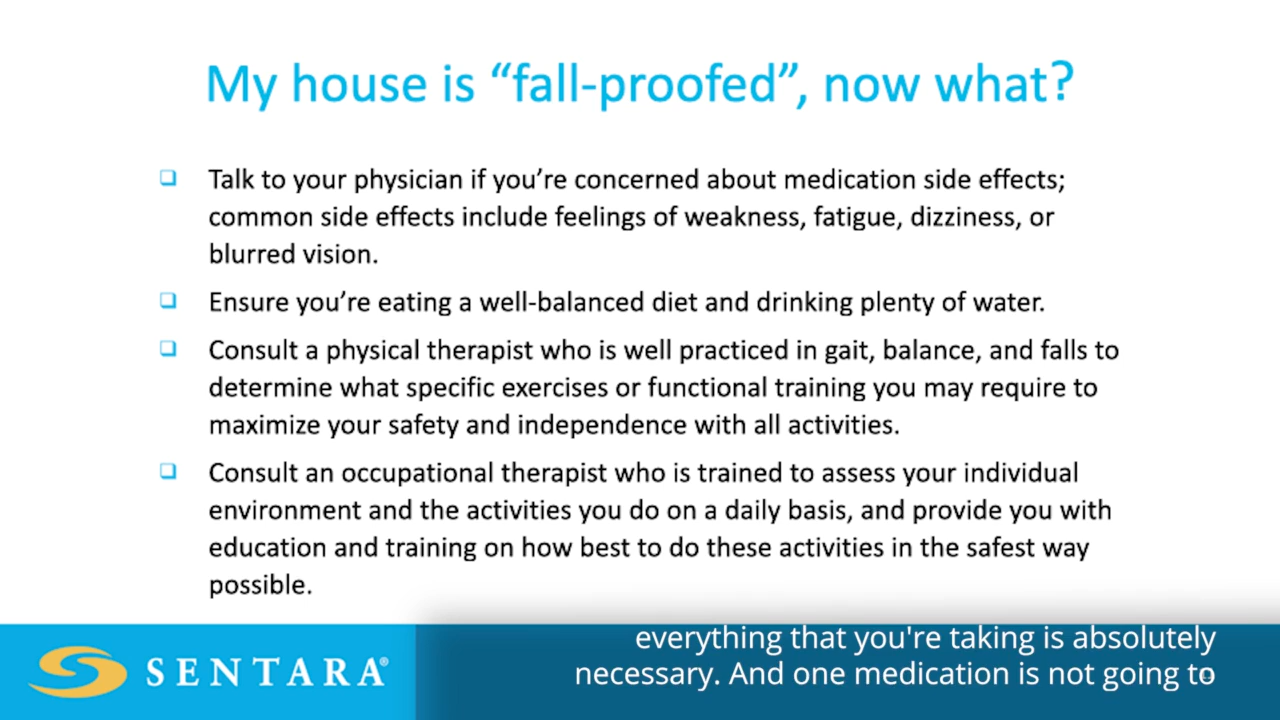 My house is “fall-proofed”, now what?
Talk to your physician if you’re concerned about medication side effects;
common side effects include feelings of weakness, fatigue, dizziness, or
blurred vision.
Ensure you’re eating a well-balanced diet and drinking plenty of water.
Consult a physical therapist who is well practiced in gait, balance, and falls to
determine what specific exercises or functional training you may require to
maximize your safety and independence with all activities.
Consult an occupational therapist who is trained to assess your individual
environment and the activities you do on a daily basis, and provide you with
education and training on how best to do these activities in the safest way
possible.
everything that you're taking is absolutely
necessary. And one medication is not going to
SENTARA®